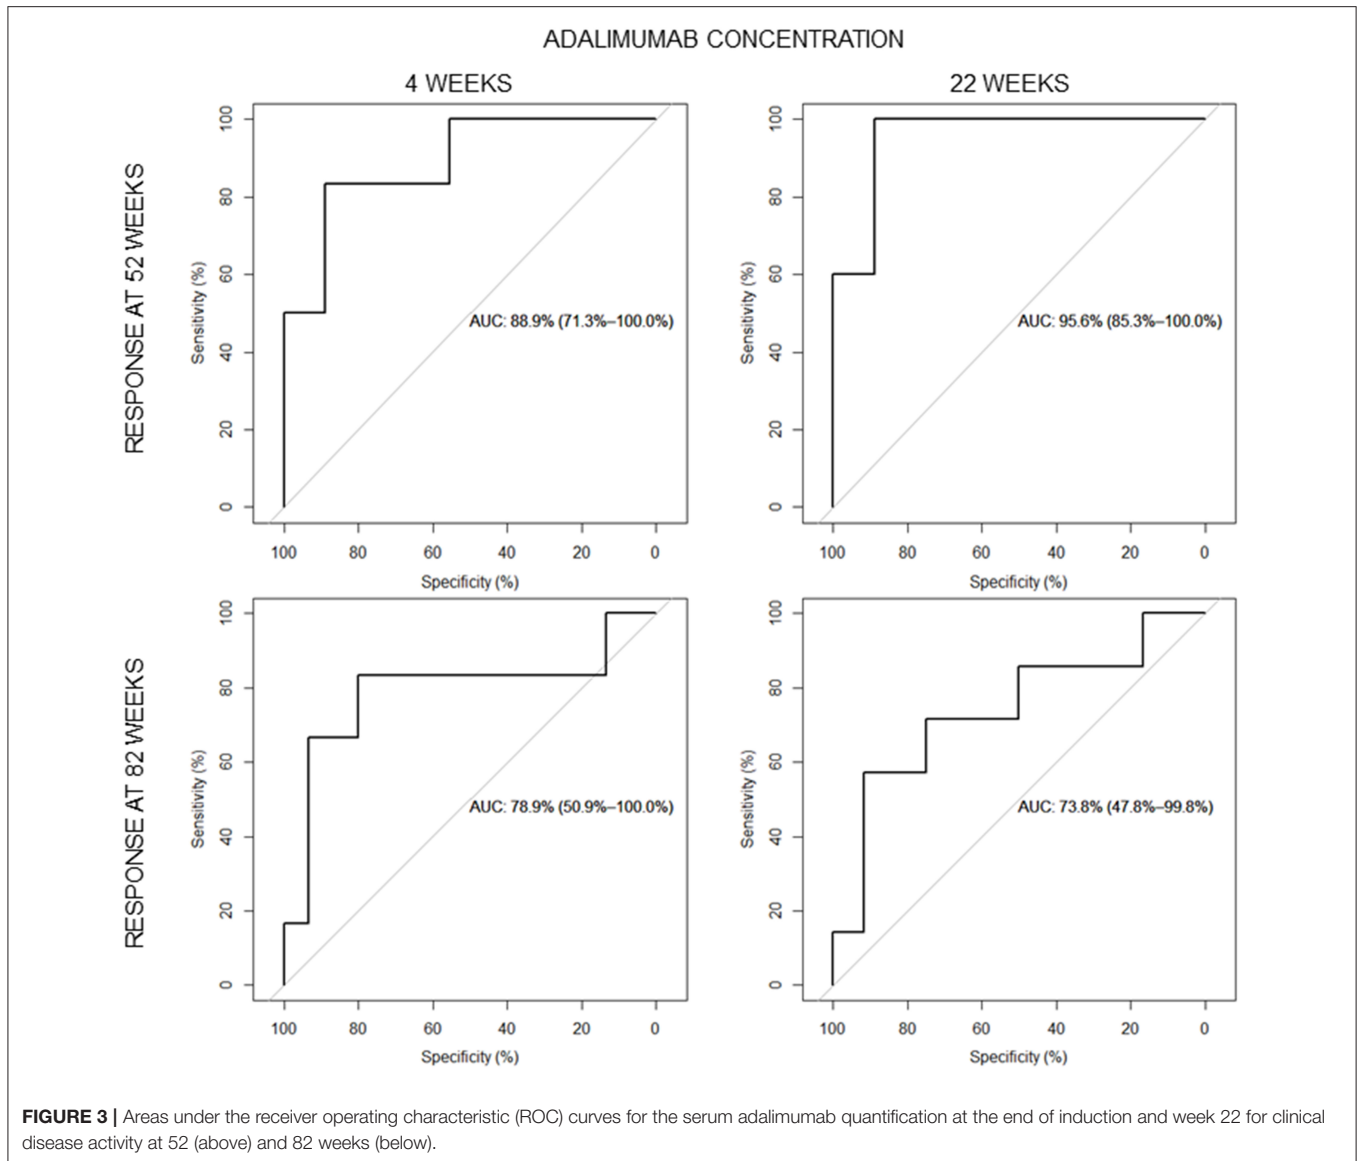 ADALIMUMAB CONCENTRATION
4 WEEKS
22 WEEKS
RESPONSE AT 52 WEEKS
Sensitivity (%)
100
80
60
40
20
0
AUC: 88.9% (71.3%–100.0%)
100 80 60 40 20 0
Specificity (%)
Sensitivity (%)
100
80
60
40
20
0
AUC: 95.6% (85.3%–100.0%)
100 80 60 40 20 0
Specificity (%)
RESPONSE AT 82 WEEKS
Sensitivity (%)
100
80
60
40
20
0
AUC: 78.9% (50.9%–100.0%)
100 80 60 40 20 0
Specificity (%)
Sensitivity (%)
100
80
60
40
20
0
AUC: 73.8% (47.8%–99.8%)
100 80 60 40 20 0
Specificity (%)
FIGURE 3 | Areas under the receiver operating characteristic (ROC) curves for the serum adalimumab quantification at the end of induction and week 22 for clinical
disease activity at 52 (above) and 82 weeks (below).